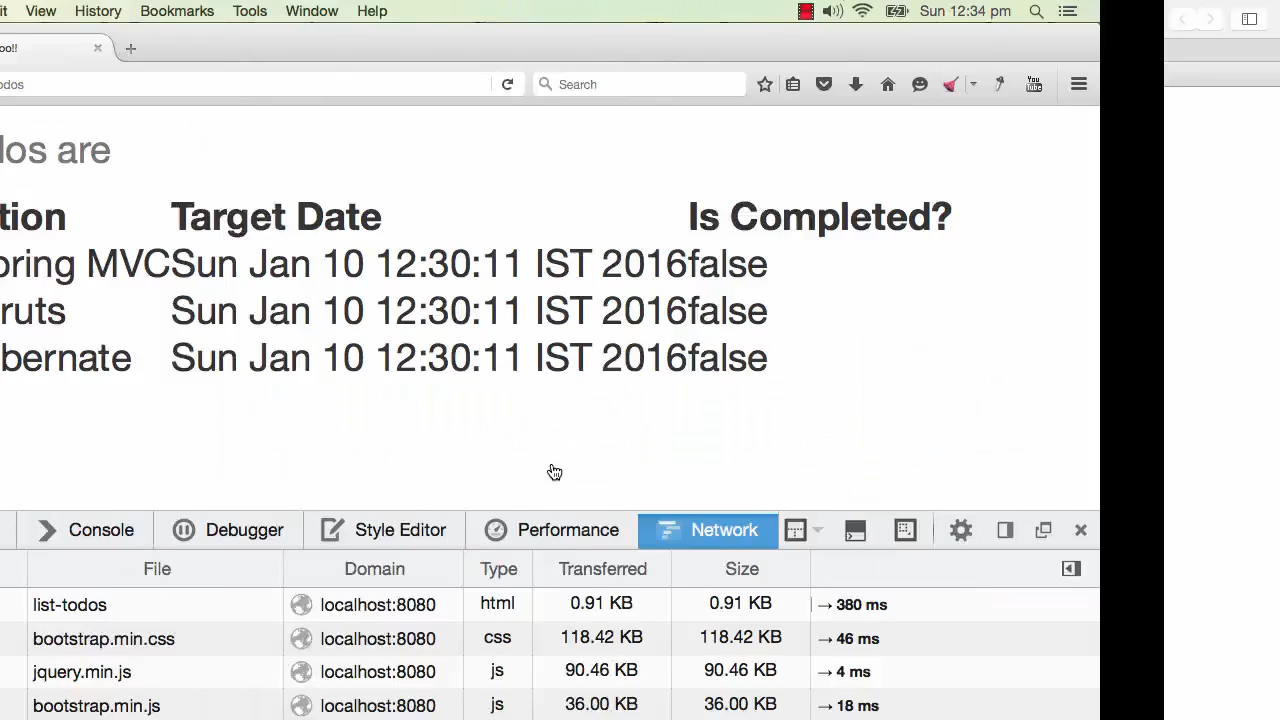 it View History Bookmarks Tools Window Help Sun 12:34 pm
ool!
odos Search You Tube
dos are
tion Target Date Is Completed?
pring MVC Sun Jan 10 12:30:11 IST 2016 false
ruts Sun Jan 10 12:30:11 IST 2016 false
bernate Sun Jan 10 12:30:11 IST 2016 false
Console Debugger Style Editor Performance Network
File Domain Type Transferred Size
list-todos localhost:8080 html 0.91 KB 0.91 KB → 380 ms
bootstrap.min.css localhost:8080 css 118.42 KB 118.42 KB → 46 ms
jquery.min.js localhost:8080 js 90.46 KB 90.46 KB → 4 ms
bootstrap.min.js localhost:8080 js 36.00 KB 36.00 KB → 18 ms